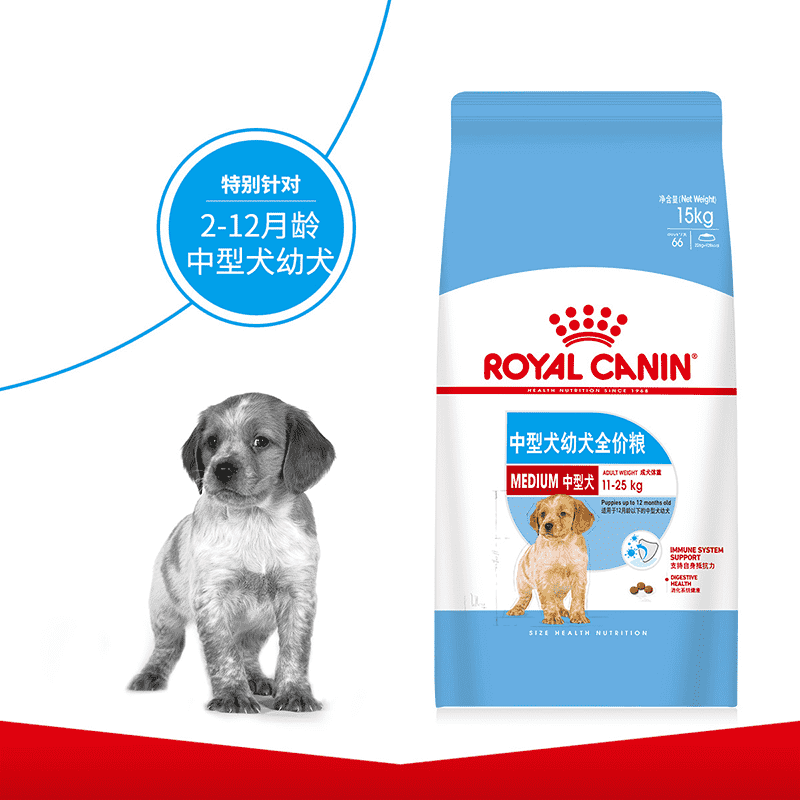 特别针对
2-12月龄
中型犬幼犬
净含量(Net Weight)
15kg
66
ROYAL CANIN®
HEALTH NUTRITION SINCE 1968
中型犬幼犬全价粮
MEDIUM 中型犬
ADULT WEIGHT 成犬体重
11-25 kg
Puppies up to 12 months old
适用于12月龄以下的中型犬幼犬
IMMUNE SYSTEM
SUPPORT
支持自身抵抗力
DIGESTIVE
HEALTH
消化系统健康
SIZE HEALTH NUTRITION